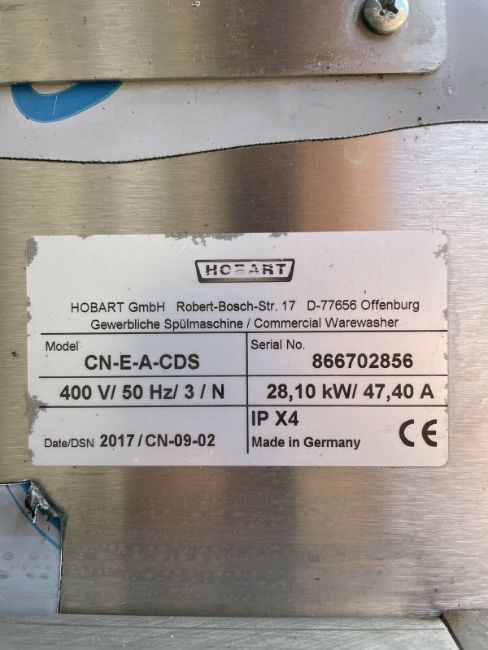 HOBART
HOBART GmbH Robert-Bosch-Str. 17 D-77656 Offenburg
Gewerbliche Spülmaschine / Commercial Warewasher
Model CN-E-A-CDS Serial No. 866702856
400 V/ 50 Hz/ 3 / N 28,10 kW/ 47,40 A
IP X4
Date/DSN 2017/CN-09-02 Made in Germany CE